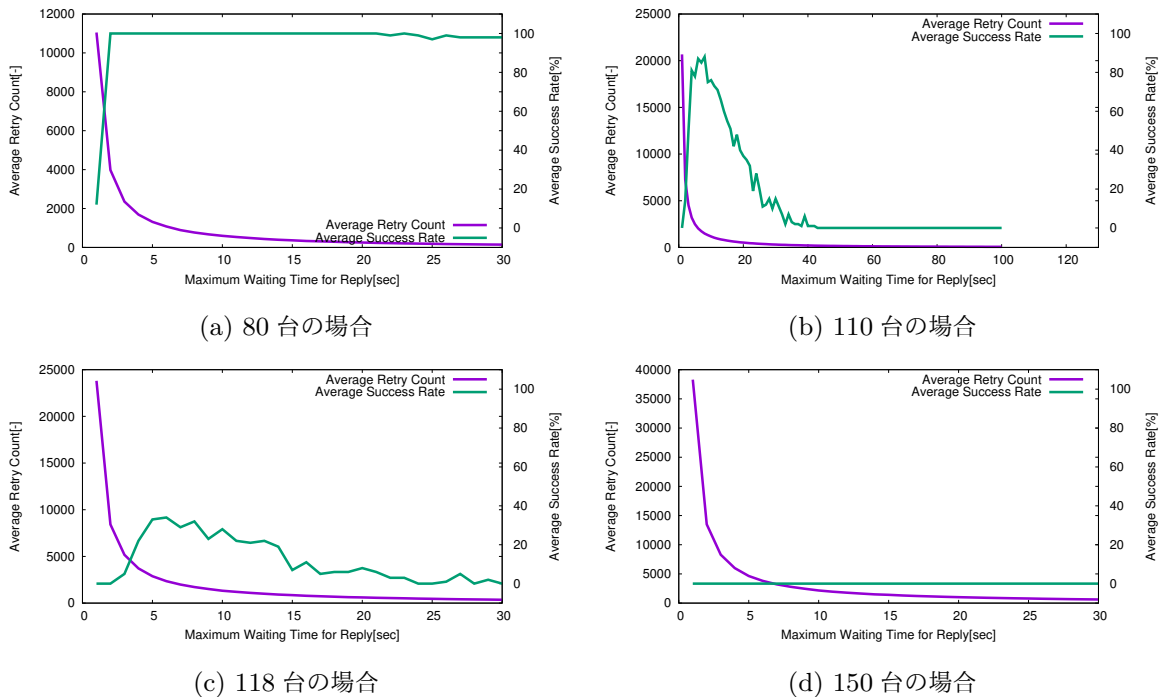 12000
10000
8000
6000
4000
2000
0
100
80
60
40
20
0
Average Retry Count[-]
Average Success Rate[%]
Average Retry Count
Average Success Rate
0 5 10 15 20 25 30
Maximum Waiting Time for Reply[sec]
(a) 80 台の場合
25000
20000
15000
10000
5000
0
100
80
60
40
20
0
Average Retry Count[-]
Average Success Rate[%]
Average Retry Count
Average Success Rate
0 20 40 60 80 100 120
Maximum Waiting Time for Reply[sec]
(b) 110 台の場合
25000
20000
15000
10000
5000
0
100
80
60
40
20
0
Average Retry Count[-]
Average Success Rate[%]
Average Retry Count
Average Success Rate
0 5 10 15 20 25 30
Maximum Waiting Time for Reply[sec]
(c) 118 台の場合
40000
35000
30000
25000
20000
15000
10000
5000
0
100
80
60
40
20
0
Average Retry Count[-]
Average Success Rate[%]
Average Retry Count
Average Success Rate
0 5 10 15 20 25 30
Maximum Waiting Time for Reply[sec]
(d) 150 台の場合